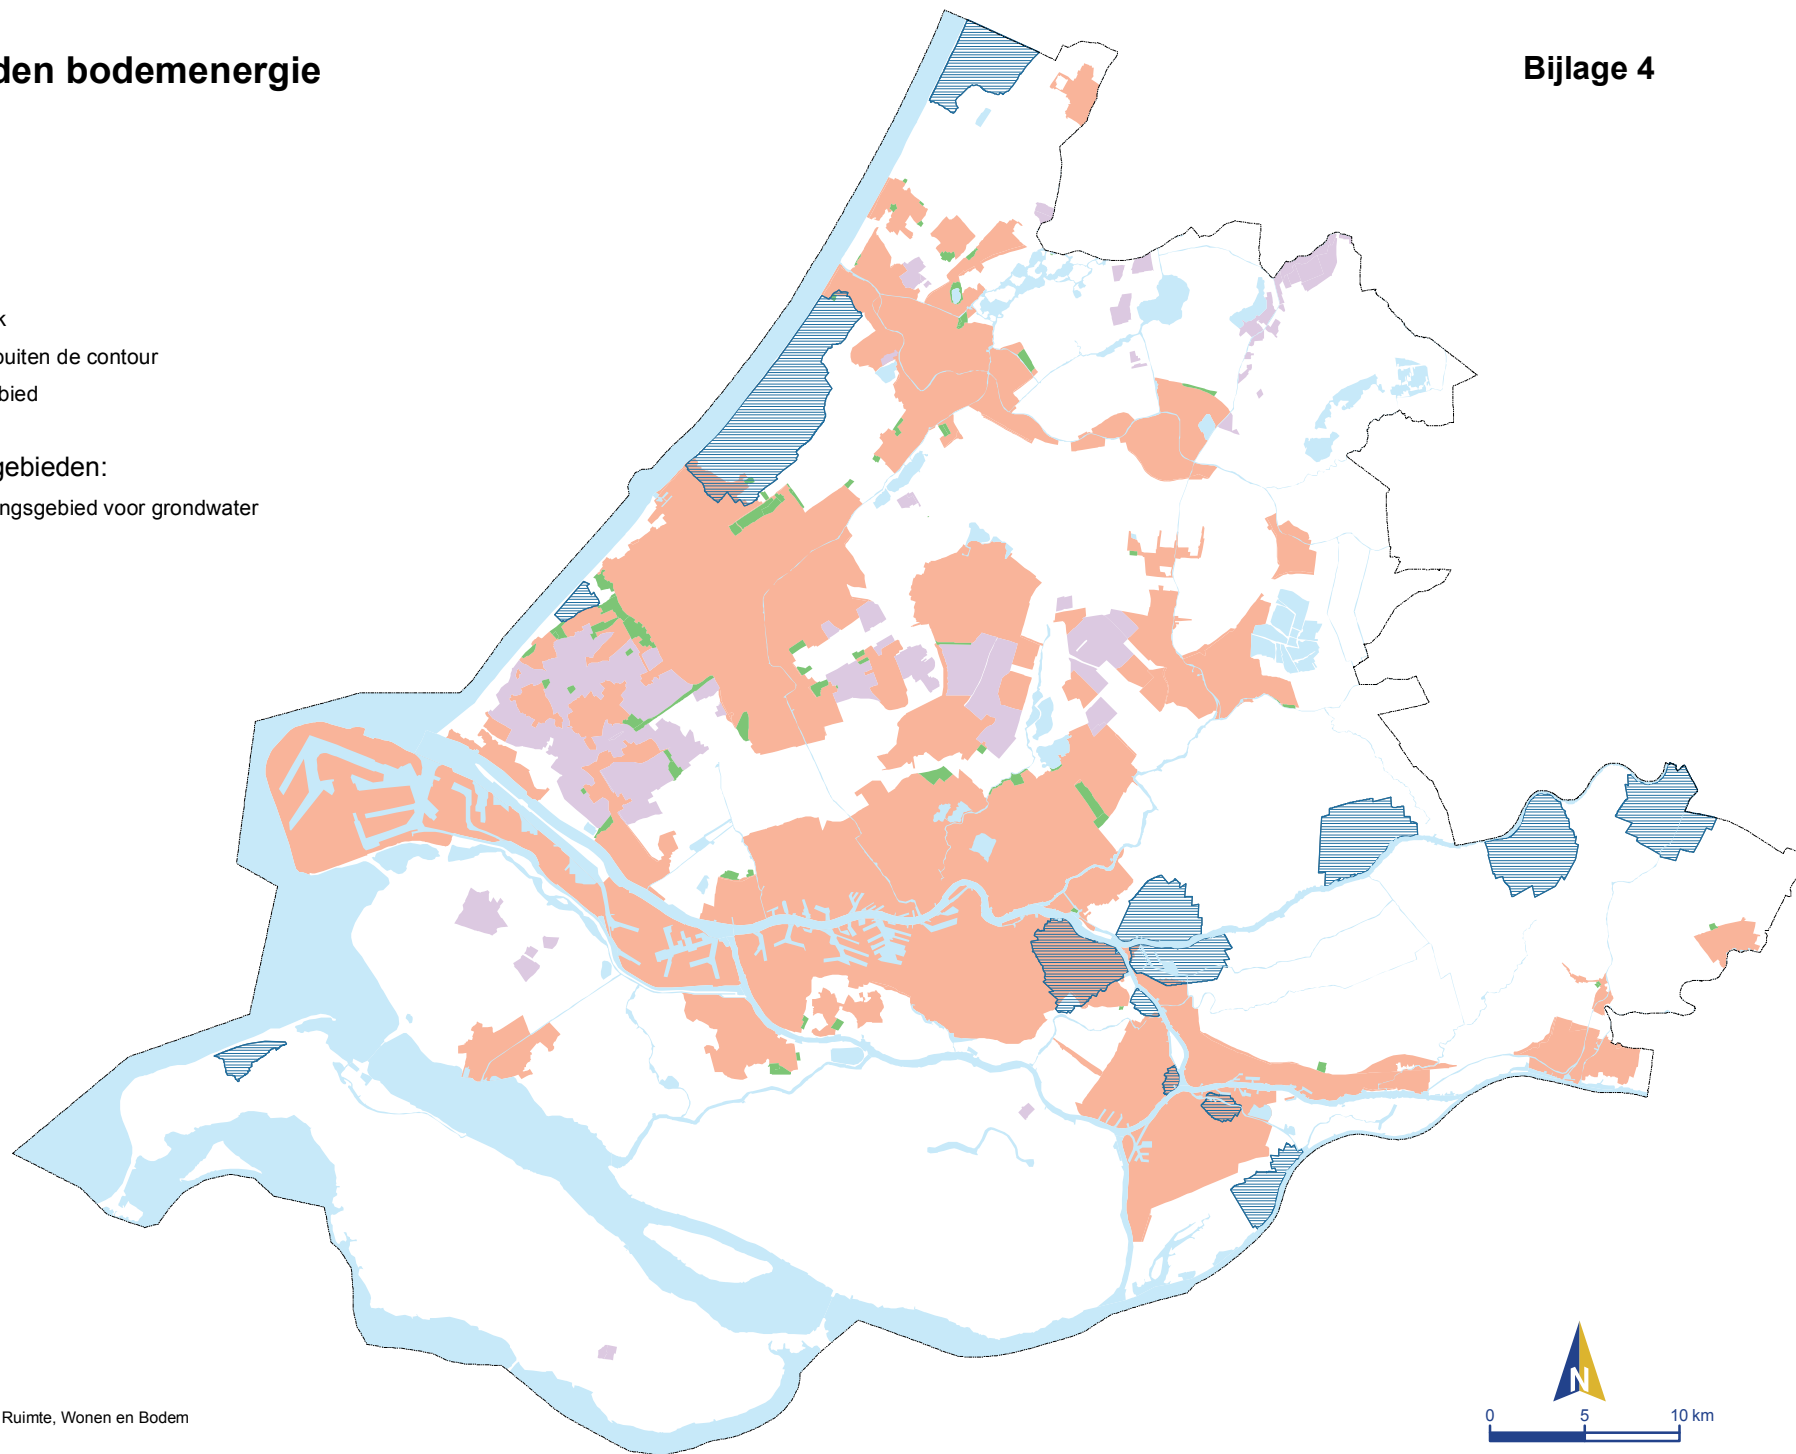 den bodemenergie
Bijlage 4
k
buiten de contour
bied
gebieden:
ngsgebied voor grondwater
Ruimte, Wonen en Bodem
N
0 5 10 km